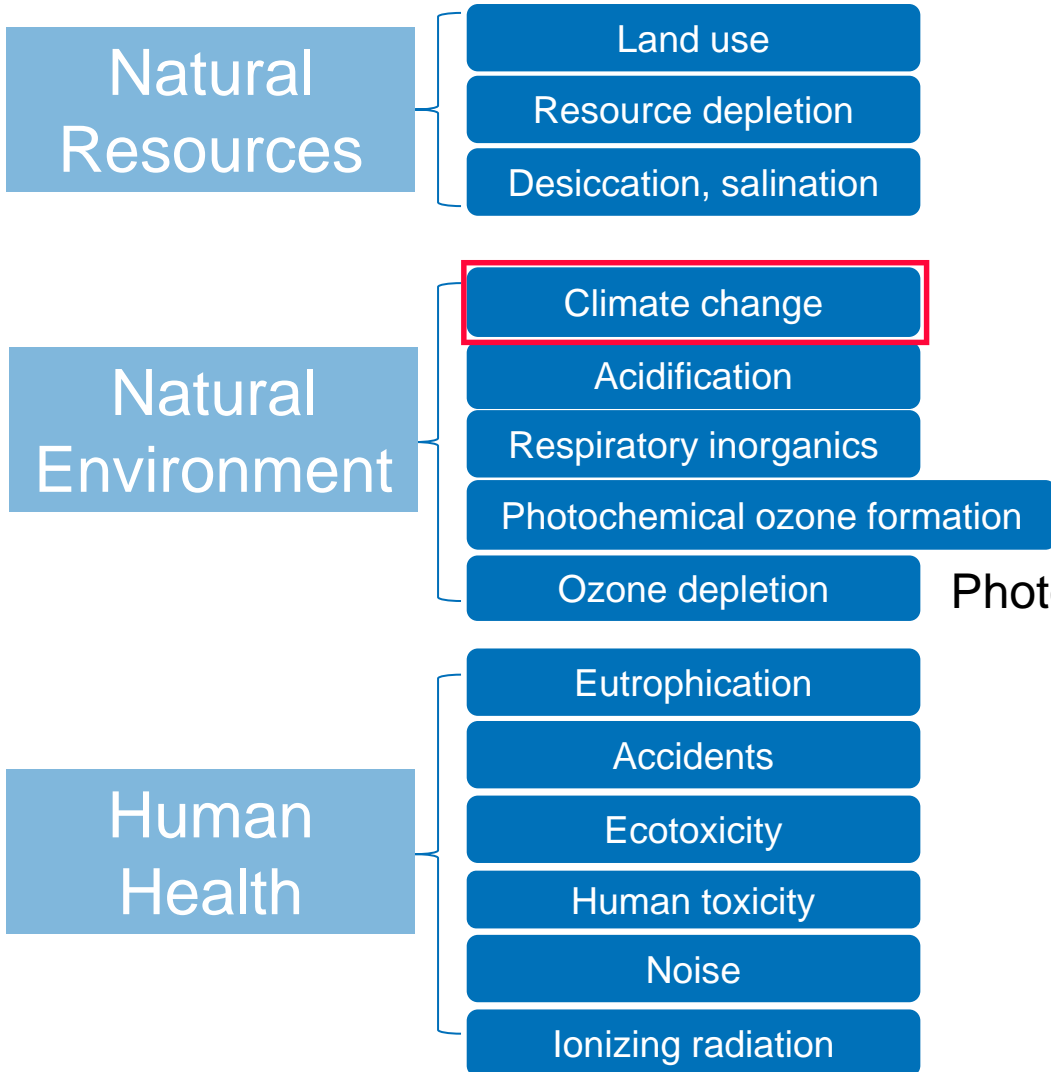 Natural
Resources
Land use
Resource depletion
Desiccation, salination
Natural
Environment
Climate change
Acidification
Respiratory inorganics
Photochemical ozone formation
Ozone depletion
Human
Health
Eutrophication
Accidents
Ecotoxicity
Human toxicity
Noise
Ionizing radiation